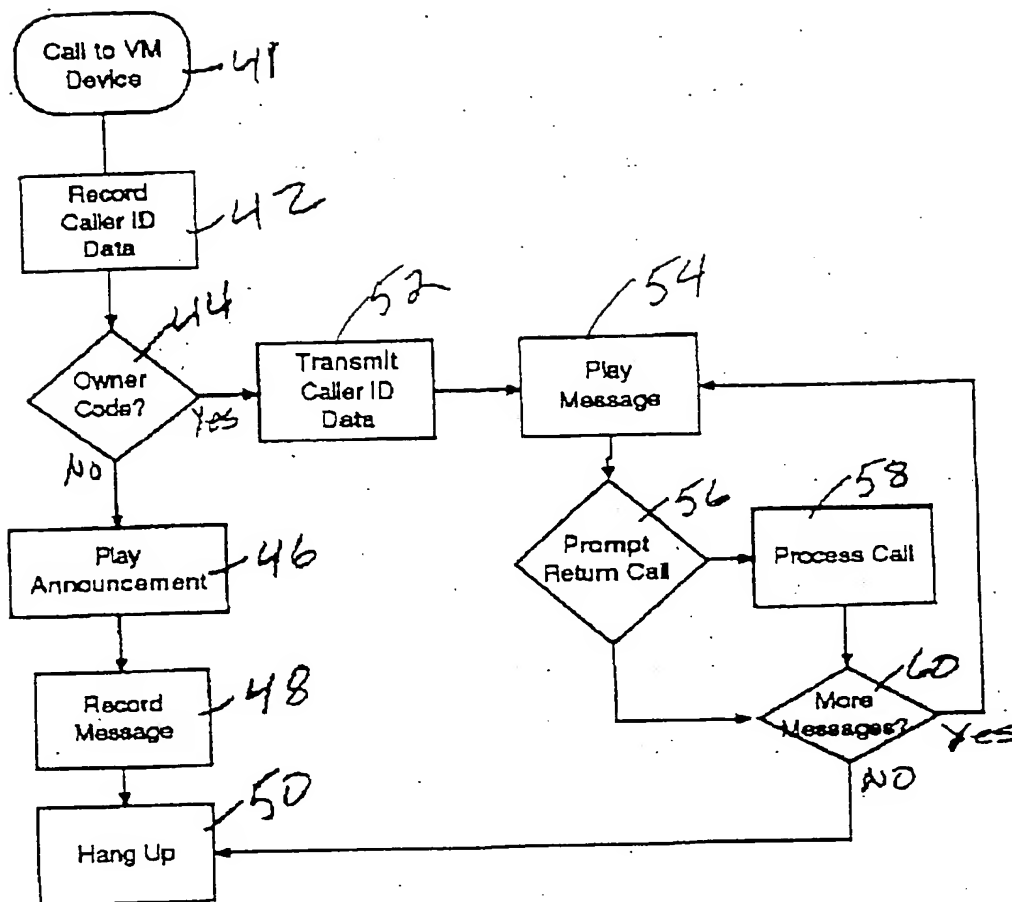 Call to VM
Device
41
Record
Caller ID
Data
42
44
Owner
Code?
Yes
No
52
Transmit
Caller ID
Data
54
Play
Message
56
Prompt
Return Call
58
Process Call
60
More
Messages?
Yes
NO
Play
Announcement
46
Record
Message
48
Hang Up
50